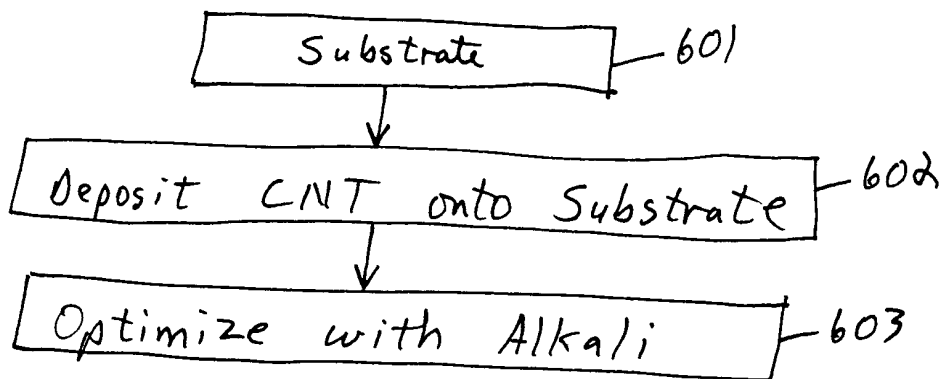 Substrate 601
Deposit CNT onto Substrate 602
Optimize with Alkali 603